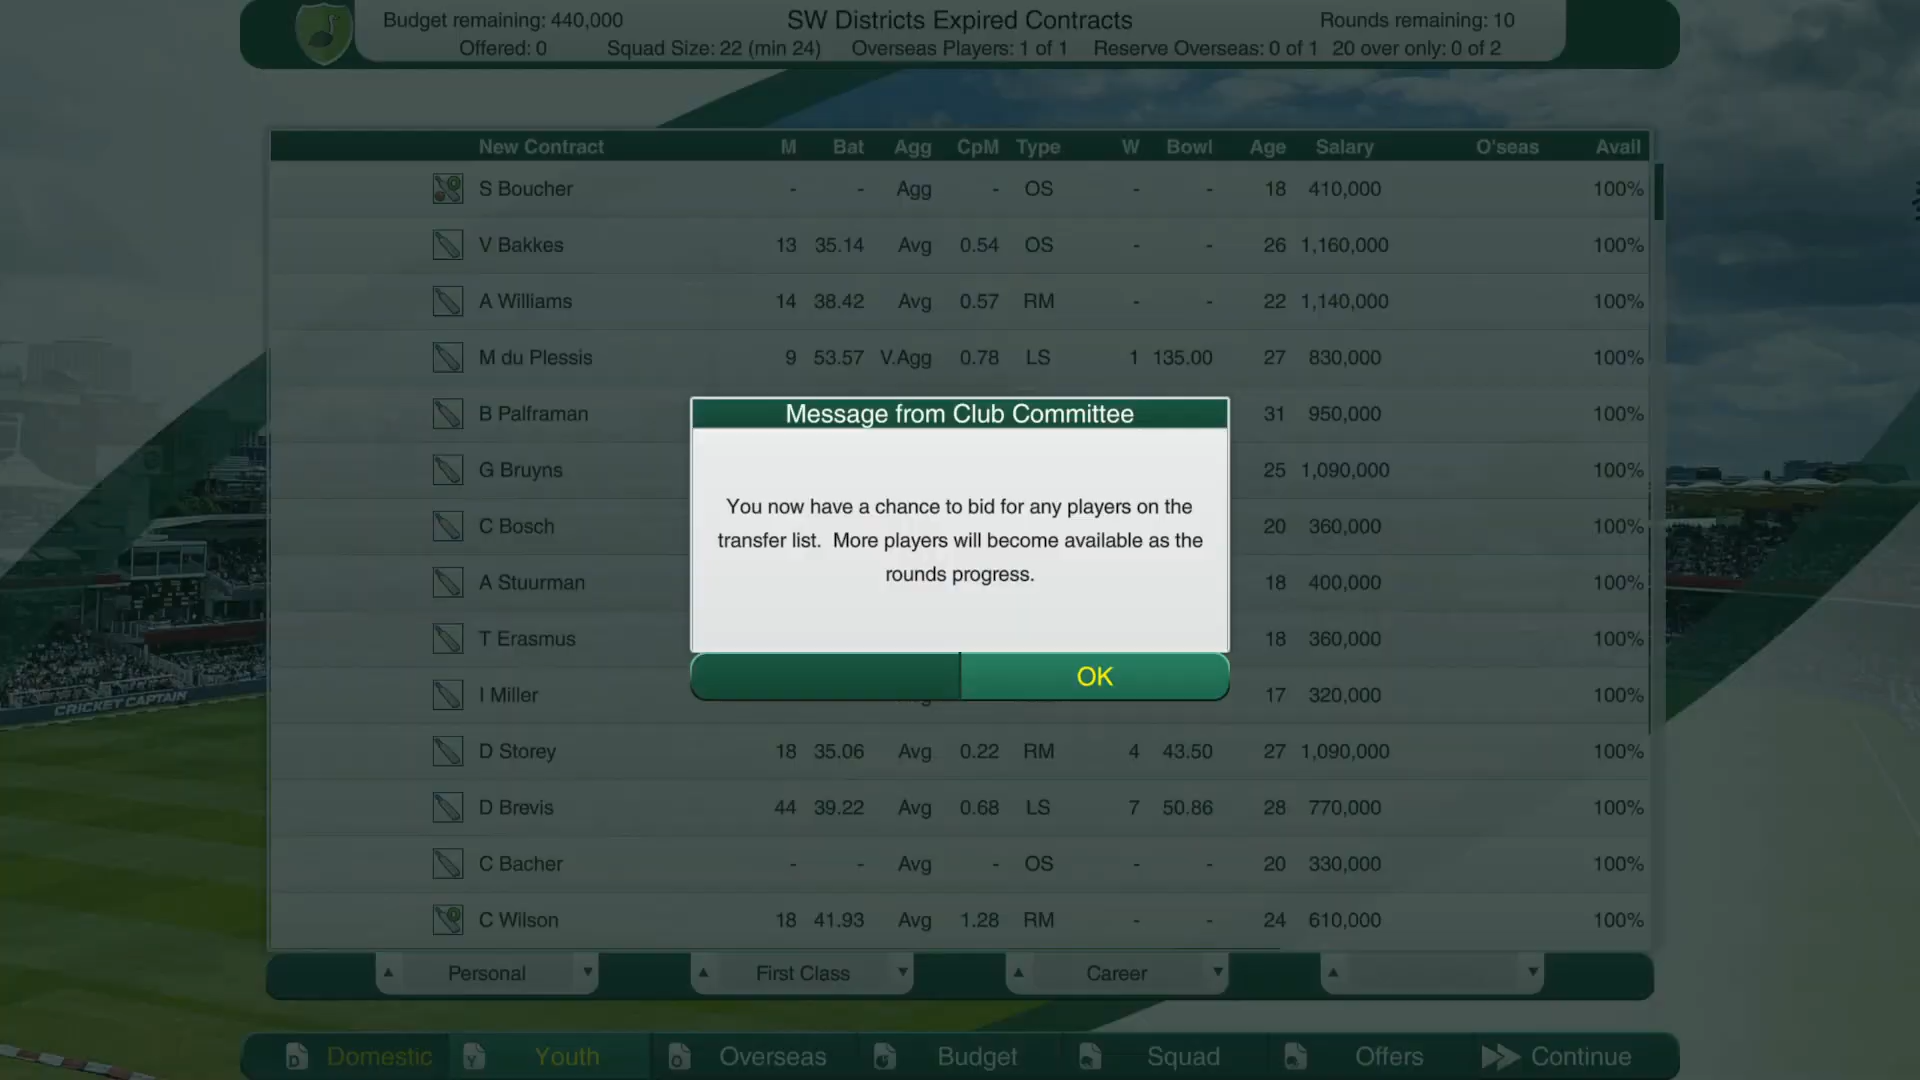 Budget remaining: 440,000 SW Districts Expired Contracts Rounds remaining: 10
Offered: 0 Squad Size: 22 (min 24) Overseas Players: 1 of 1 Reserve Overseas: 0 of 1 20 over only: 0 of 2
New Contract M Bat Agg CpM Type W Bowl Age Salary O'seas Avail
S Boucher - - Agg - OS - - 18 410,000 100%
V Bakkes 13 35.14 Avg 0.54 OS - - 26 1,160,000 100%
A Williams 14 38.42 Avg 0.57 RM - - 22 1,140,000 100%
M du Plessis 9 53.57 V.Agg 0.78 LS 1 135.00 27 830,000 100%
B Palframan 31 950,000 100%
G Bruyns 25 1,090,000 100%
C Bosch 20 360,000 100%
A Stuurman 18 400,000 100%
T Erasmus 18 360,000 100%
I Miller 17 320,000 100%
D Storey 18 35.06 Avg 0.22 RM 4 43.50 27 1,090,000 100%
D Brevis 44 39.22 Avg 0.68 LS 7 50.86 28 770,000 100%
C Bacher - - Avg - OS - - 20 330,000 100%
C Wilson 18 41.93 Avg 1.28 RM - - 24 610,000 100%
Message from Club Committee
You now have a chance to bid for any players on the
transfer list. More players will become available as the
rounds progress.
OK
CRICKET CAPTAIN
Personal First Class Career
D Domestic Y Youth O Overseas Budget Squad Offers Continue